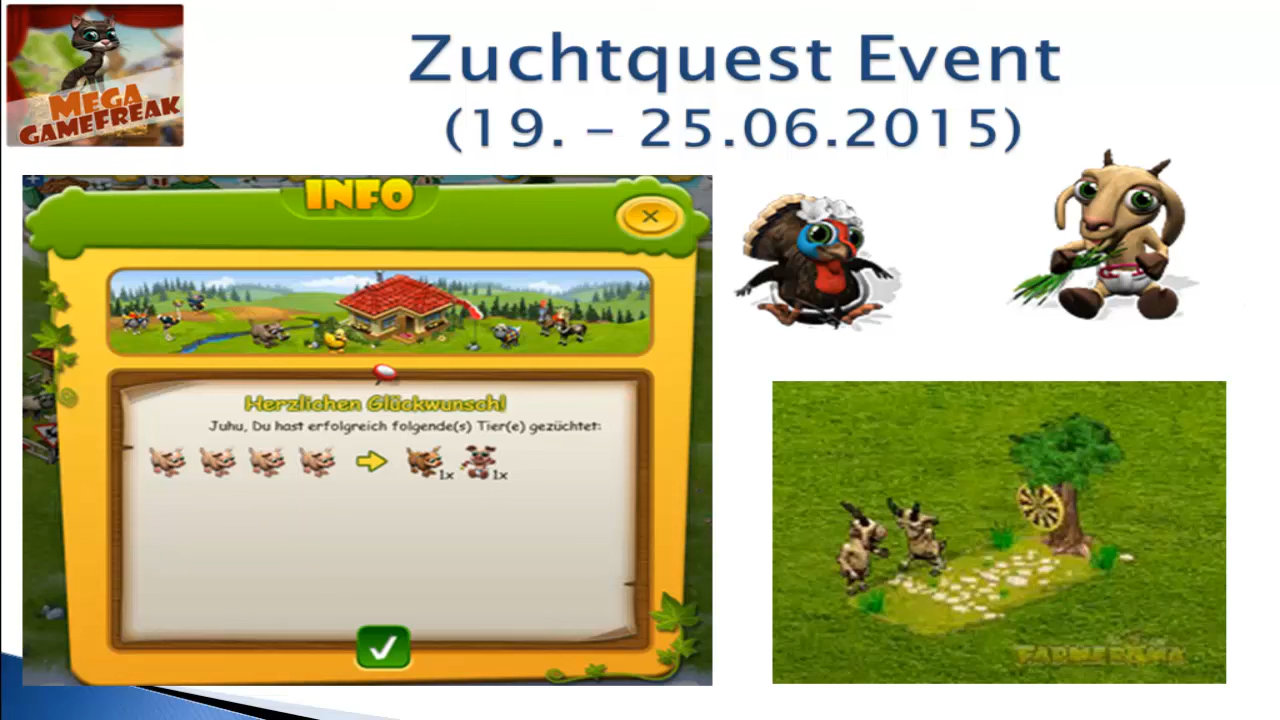 MEGA
GAMEFREAK
Zuchtquest Event
(19. – 25.06.2015)
INFO
Herzlichen Glückwunsch!
Juhu, Du hast erfolgreich folgende(s) Tier(e) gezüchtet:
1x 1x
FARMERAMA